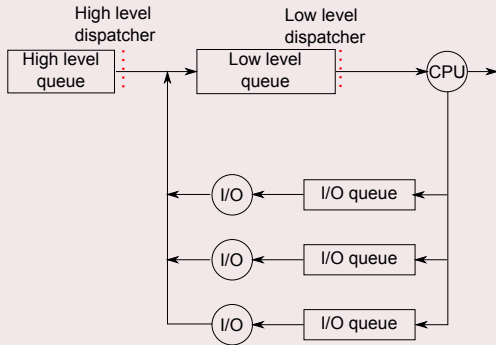 High level
dispatcher
Low level
dispatcher
High level
queue
Low level
queue
CPU
I/O
I/O queue
I/O
I/O queue
I/O
I/O queue